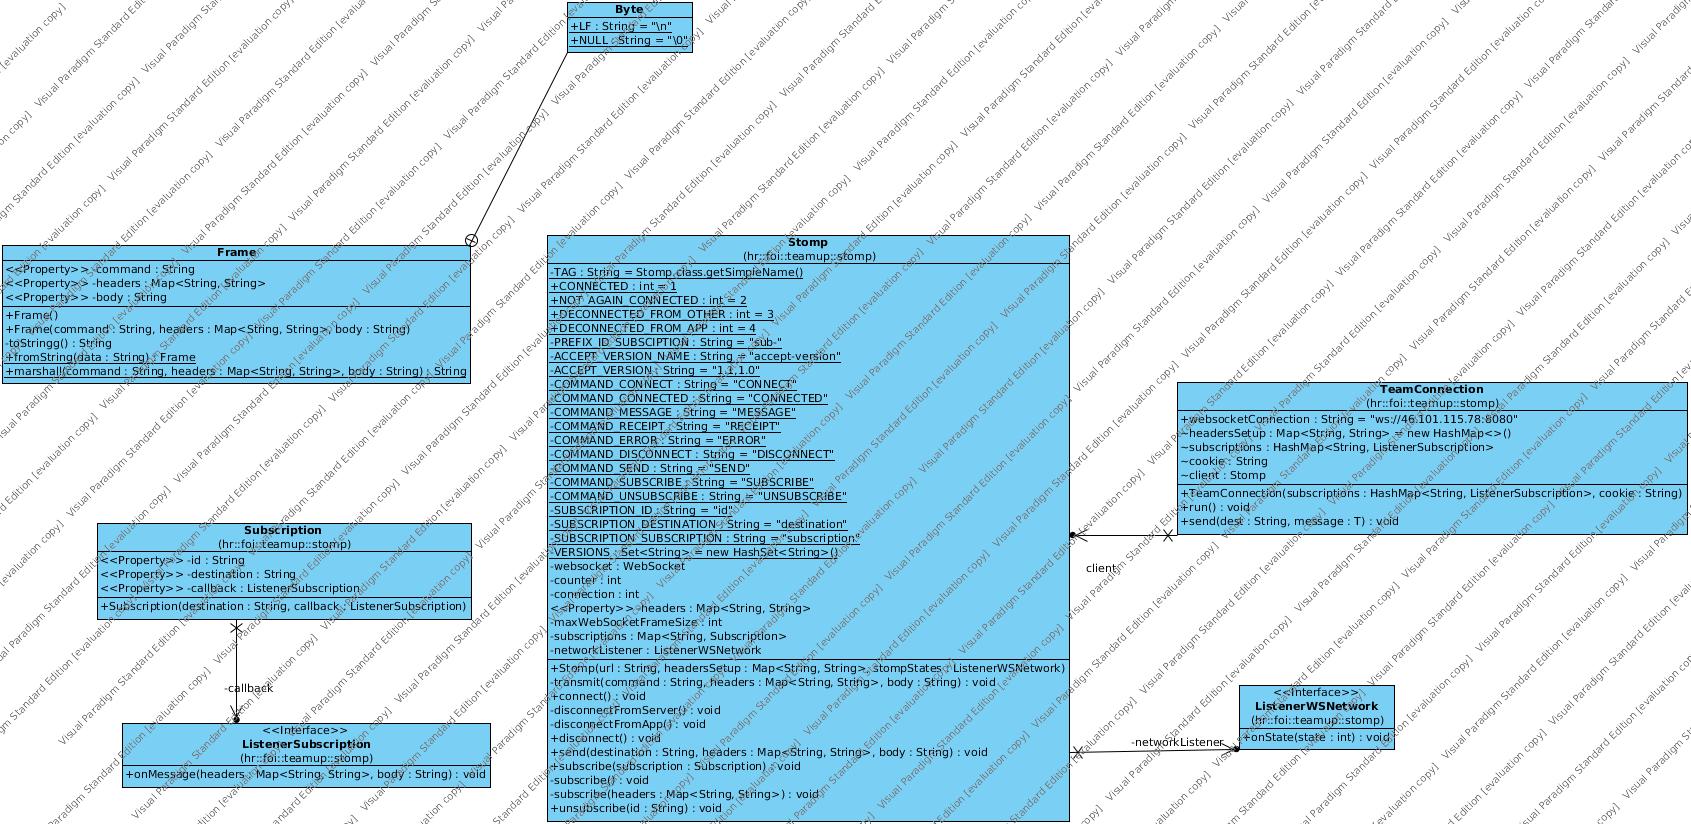 Byte
+LF : String = "\n"
+NULL : String = "\0"
Frame
<<Property>> -command : String
<<Property>> -headers : Map<String, String>
<<Property>> -body : String
+Frame()
+Frame(command : String, headers : Map<String, String>, body : String)
-toStringg() : String
+fromString(data : String) : Frame
+marshall(command : String, headers : Map<String, String>, body : String) : String
Stomp
(hr::foi::teamup::stomp)
-TAG : String = Stomp.class.getSimpleName()
+CONNECTED : int = 1
+NOT_AGAIN_CONNECTED : int = 2
+DECONNECTED_FROM_OTHER : int = 3
+DECONNECTED_FROM_APP : int = 4
-PREFIX_ID_SUBSCIPTION : String = "sub-"
-ACCEPT_VERSION_NAME : String = "accept-version"
-ACCEPT_VERSION : String = "1.1,1.0"
-COMMAND_CONNECT : String = "CONNECT"
-COMMAND_CONNECTED : String = "CONNECTED"
-COMMAND_MESSAGE : String = "MESSAGE"
-COMMAND_RECEIPT : String = "RECEIPT"
-COMMAND_ERROR : String = "ERROR"
-COMMAND_DISCONNECT : String = "DISCONNECT"
-COMMAND_SEND : String = "SEND"
-COMMAND_SUBSCRIBE : String = "SUBSCRIBE"
-COMMAND_UNSUBSCRIBE : String = "UNSUBSCRIBE"
-SUBSCRIPTION_ID : String = "id"
-SUBSCRIPTION_DESTINATION : String = "destination"
-SUBSCRIPTION_SUBSCRIPTION : String = "subscription"
-VERSIONS : Set<String> = new HashSet<String>()
-websocket : WebSocket
-counter : int
-connection : int
<<Property>> -headers : Map<String, String>
-maxWebSocketFrameSize : int
-subscriptions : Map<String, Subscription>
-networkListener : ListenerWSNetwork
+Stomp(url : String, headersSetup : Map<String, String>, stompStates : ListenerWSNetwork)
-transmit(command : String, headers : Map<String, String>, body : String) : void
+connect() : void
-disconnectFromServer() : void
-disconnectFromApp() : void
+disconnect() : void
+send(destination : String, headers : Map<String, String>, body : String) : void
+subscribe(subscription : Subscription) : void
-subscribe() : void
-subscribe(headers : Map<String, String>) : void
+unsubscribe(id : String) : void
TeamConnection
(hr::foi::teamup::stomp)
+websocketConnection : String = "ws://46.101.115.78:8080"
~headersSetup : Map<String, String> = new HashMap<>()
~subscriptions : HashMap<String, ListenerSubscription>
~cookie : String
~client : Stomp
+TeamConnection(subscriptions : HashMap<String, ListenerSubscription>, cookie : String)
+run() : void
+send(dest : String, message : T) : void
client
Subscription
(hr::foi::teamup::stomp)
<<Property>> -id : String
<<Property>> -destination : String
<<Property>> -callback : ListenerSubscription
+Subscription(destination : String, callback : ListenerSubscription)
-callback
<<Interface>>
ListenerSubscription
(hr::foi::teamup::stomp)
+onMessage(headers : Map<String, String>, body : String) : void
-networkListener
<<Interface>>
ListenerWSNetwork
(hr::foi::teamup::stomp)
+onState(state : int) : void
Visual Paradigm Standard Edition [evaluation copy]